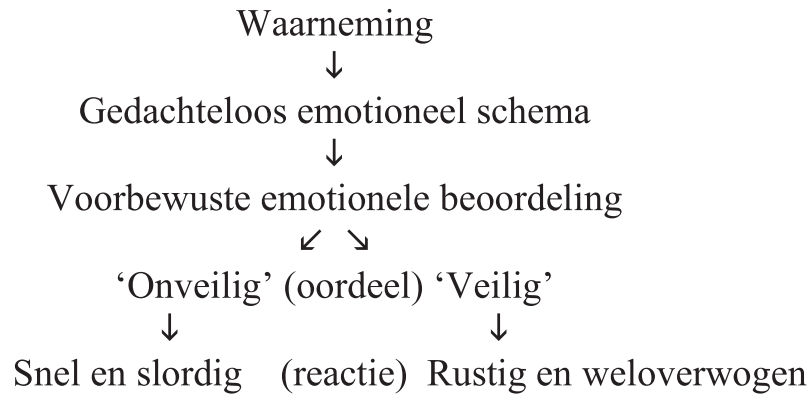 Waarneming
↓
Gedachteloos emotioneel schema
↓
Voorbewuste emotionele beoordeling
↙ ↘
‘Onveilig’ (oordeel) ‘Veilig’
↓ ↓
Snel en slordig (reactie) Rustig en weloverwogen